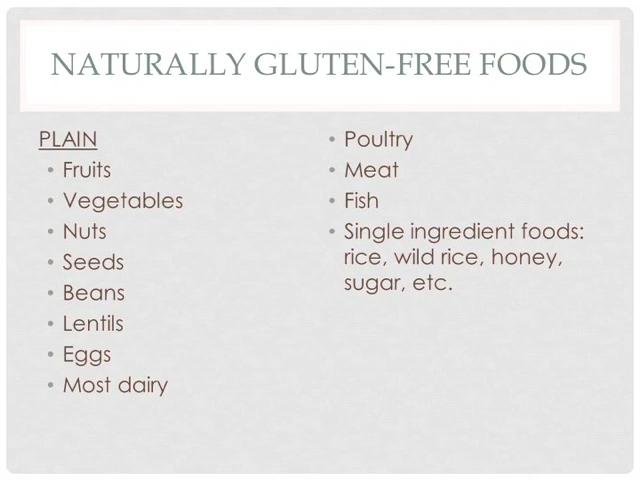 NATURALLY GLUTEN-FREE FOODS
PLAIN
• Fruits
• Vegetables
• Nuts
• Seeds
• Beans
• Lentils
• Eggs
• Most dairy
• Poultry
• Meat
• Fish
• Single ingredient foods:
rice, wild rice, honey,
sugar, etc.